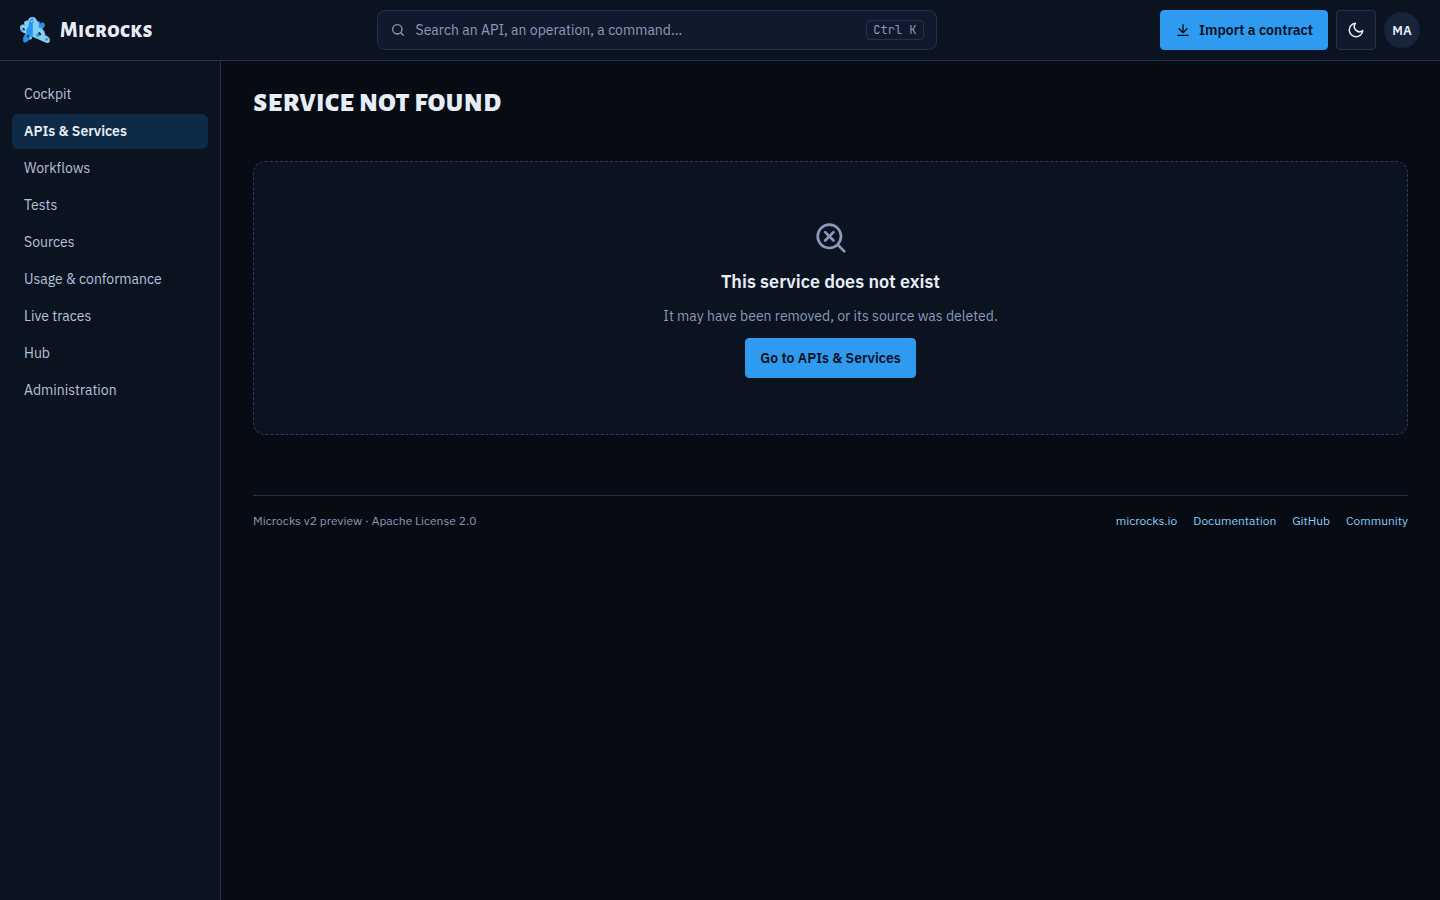 Microcks
Search an API, an operation, a command...
Ctrl K
Import a contract
MA
Cockpit
APIs & Services
Workflows
Tests
Sources
Usage & conformance
Live traces
Hub
Administration
SERVICE NOT FOUND
This service does not exist
It may have been removed, or its source was deleted.
Go to APIs & Services
Microcks v2 preview · Apache License 2.0
microcks.io
Documentation
GitHub
Community